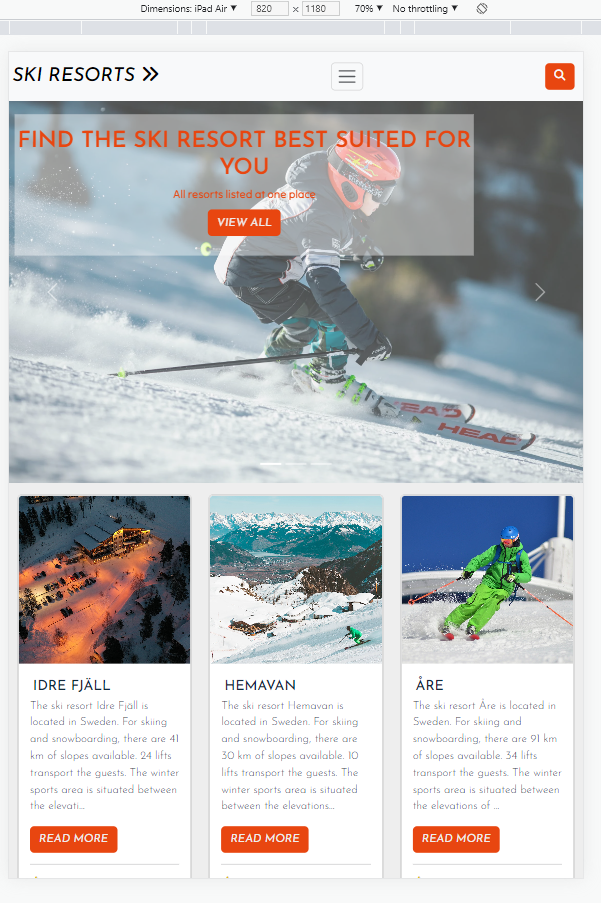 Dimensions: iPad Air ▼ 820 × 1180 70% ▼ No throttling ▼
SKI RESORTS »
FIND THE SKI RESORT BEST SUITED FOR
YOU
All resorts listed at one place
VIEW ALL
HEAD
HEAD
IDRE FJÄLL
The ski resort Idre Fjäll is
located in Sweden. For skiing
and snowboarding, there are 41
km of slopes available. 24 lifts
transport the guests. The winter
sports area is situated between
the elevati...
READ MORE
HEMAVAN
The ski resort Hemavan is
located in Sweden. For skiing
and snowboarding, there are
30 km of slopes available. 10
lifts transport the guests. The
winter sports area is situated
between the elevations...
READ MORE
ÅRE
The ski resort Åre is located in
Sweden. For skiing and
snowboarding, there are 91 km
of slopes available. 34 lifts
transport the guests. The winter
sports area is situated between
the elevations of ...
READ MORE